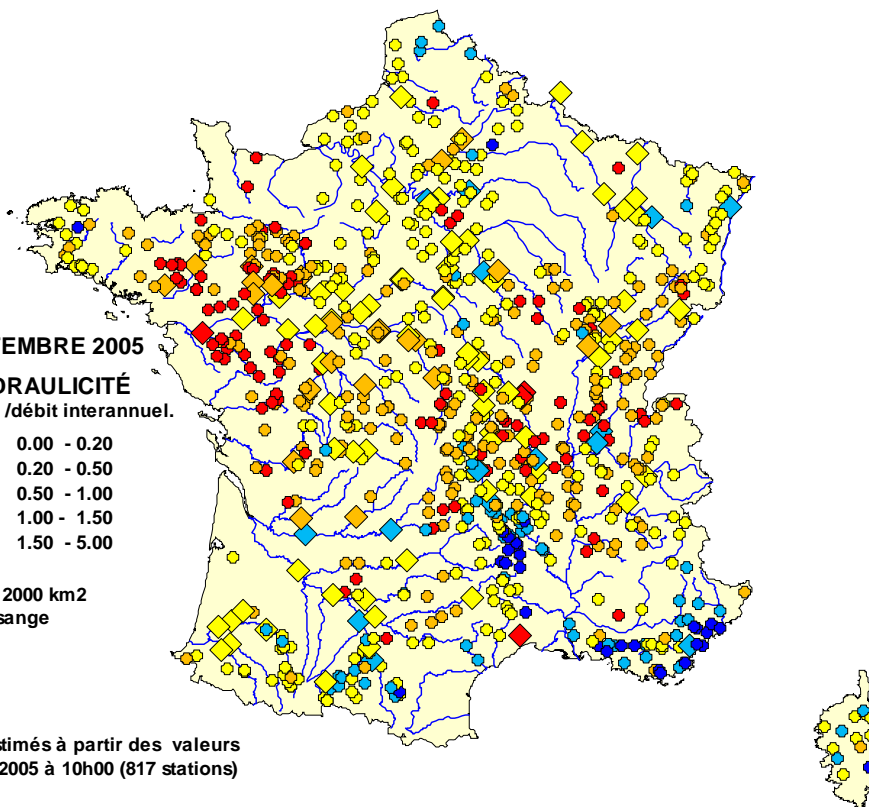 TEMBRE 2005
DRAULICITÉ
/débit interannuel.
0.00 - 0.20
0.20 - 0.50
0.50 - 1.00
1.00 - 1.50
1.50 - 5.00
2000 km2
sange
stimés à partir des valeurs
2005 à 10h00 (817 stations)